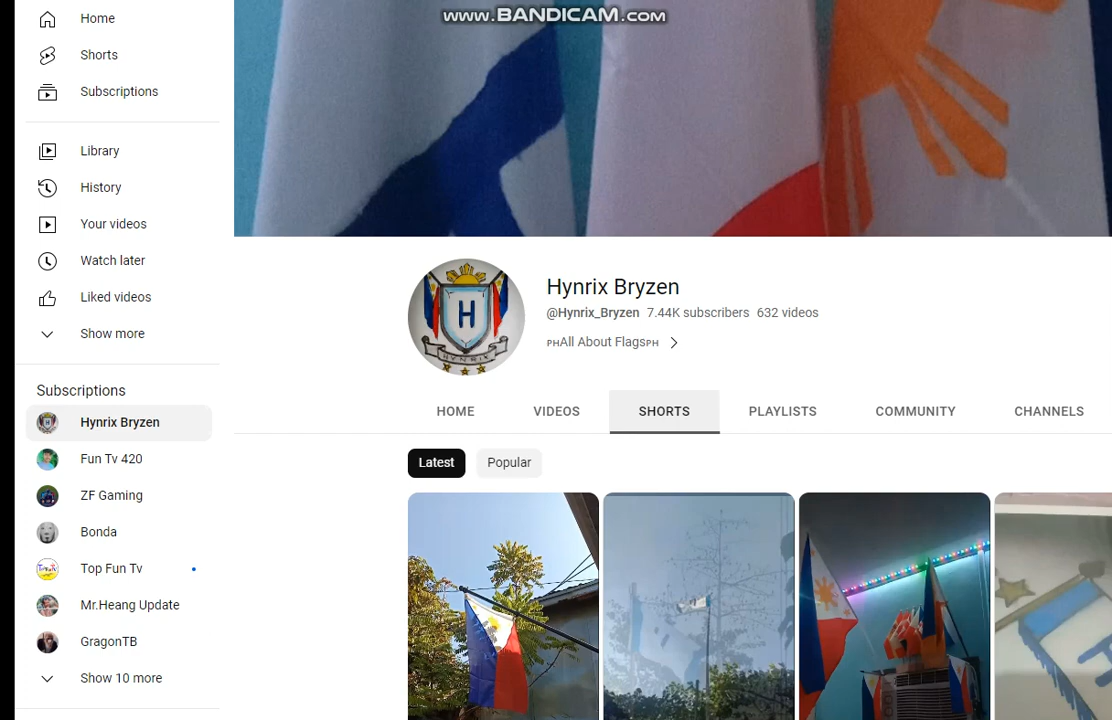 www.BANDICAM.com
Home
Shorts
Subscriptions
Library
History
Your videos
Watch later
Liked videos
Show more
Subscriptions
Hynrix Bryzen
Fun Tv 420
ZF Gaming
Bonda
Top Fun Tv
Mr.Heang Update
GragonTB
Show 10 more
H
HYNRIX
Hynrix Bryzen
@Hynrix_Bryzen 7.44K subscribers 632 videos
PHAll About FlagsPH
HOME VIDEOS SHORTS PLAYLISTS COMMUNITY CHANNELS
Latest Popular
H